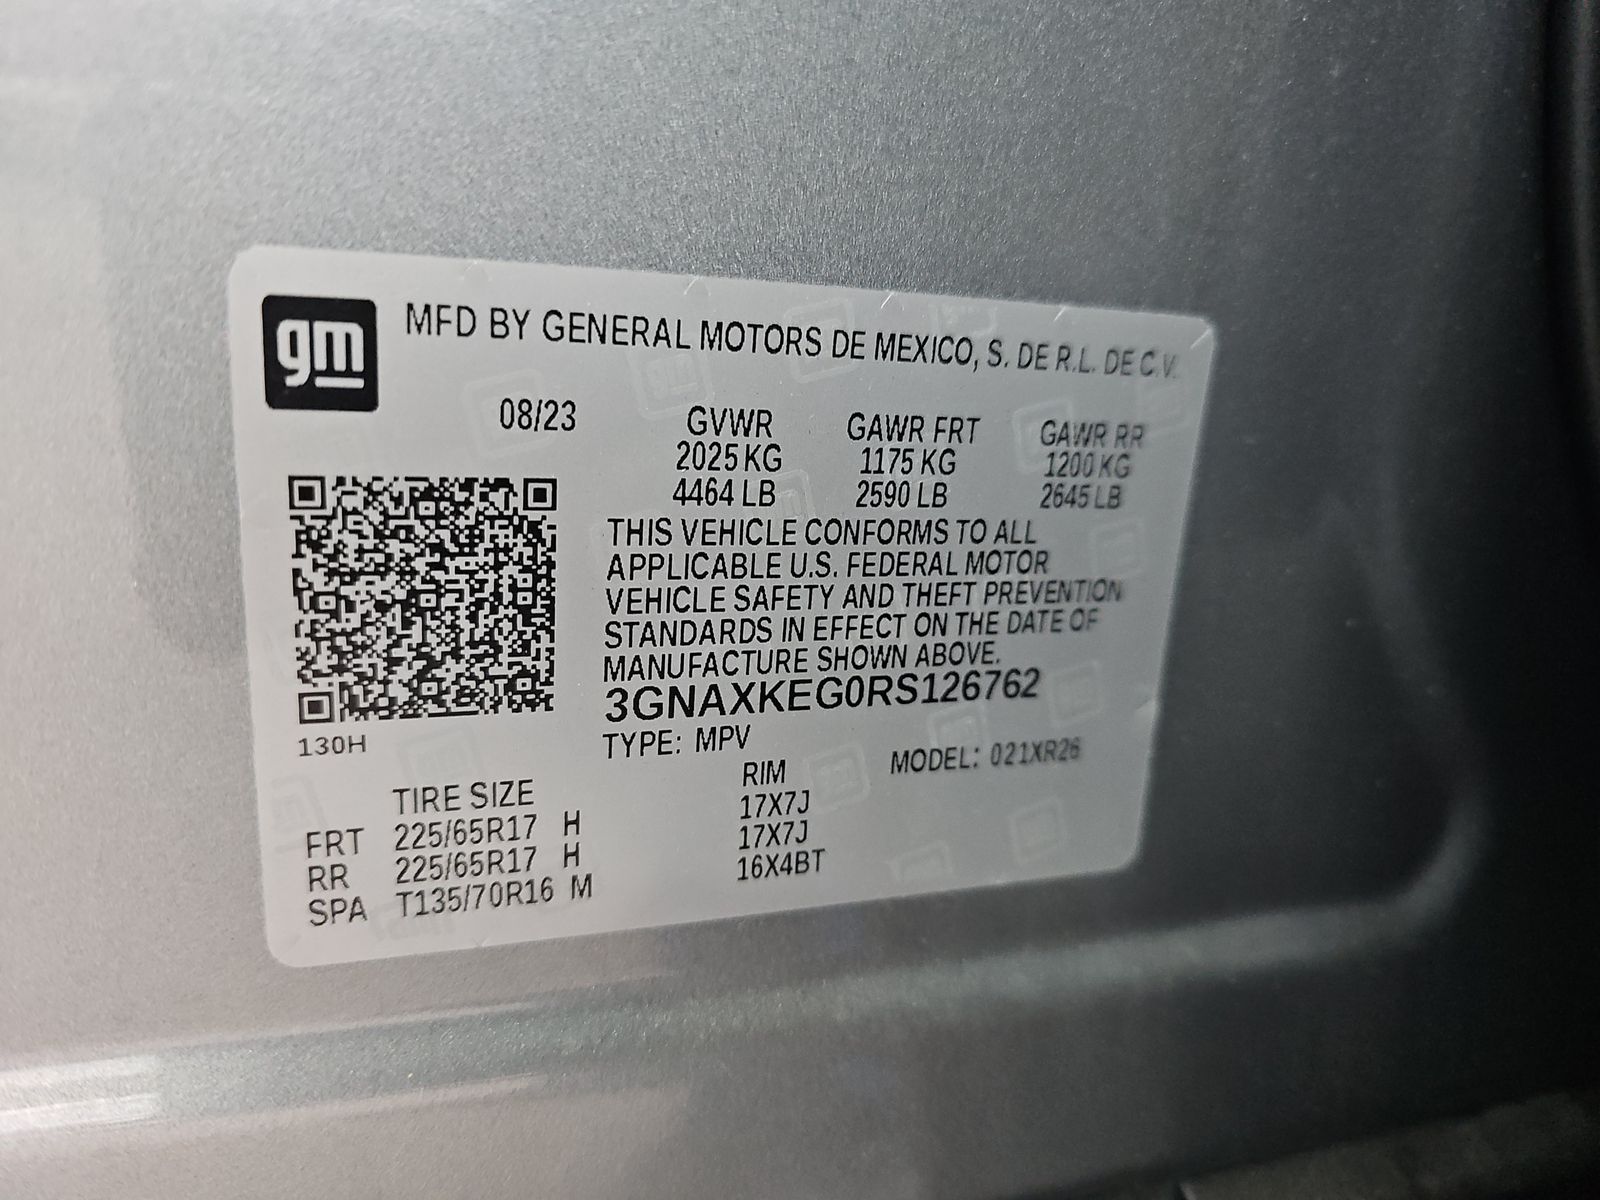 gm
MFD BY GENERAL MOTORS DE MEXICO, S. DE R.L. DE C.V.
08/23
GVWR GAWR FRT GAWR RR
2025 KG 1175 KG 1200 KG
4464 LB 2590 LB 2645 LB
THIS VEHICLE CONFORMS TO ALL
APPLICABLE U.S. FEDERAL MOTOR
VEHICLE SAFETY AND THEFT PREVENTION
STANDARDS IN EFFECT ON THE DATE OF
MANUFACTURE SHOWN ABOVE.
3GNAXKEG0RS126762
130H
TYPE: MPV MODEL: 021XR26
TIRE SIZE RIM
FRT 225/65R17 H 17X7J
RR 225/65R17 H 17X7J
SPA T135/70R16 M 16X4BT